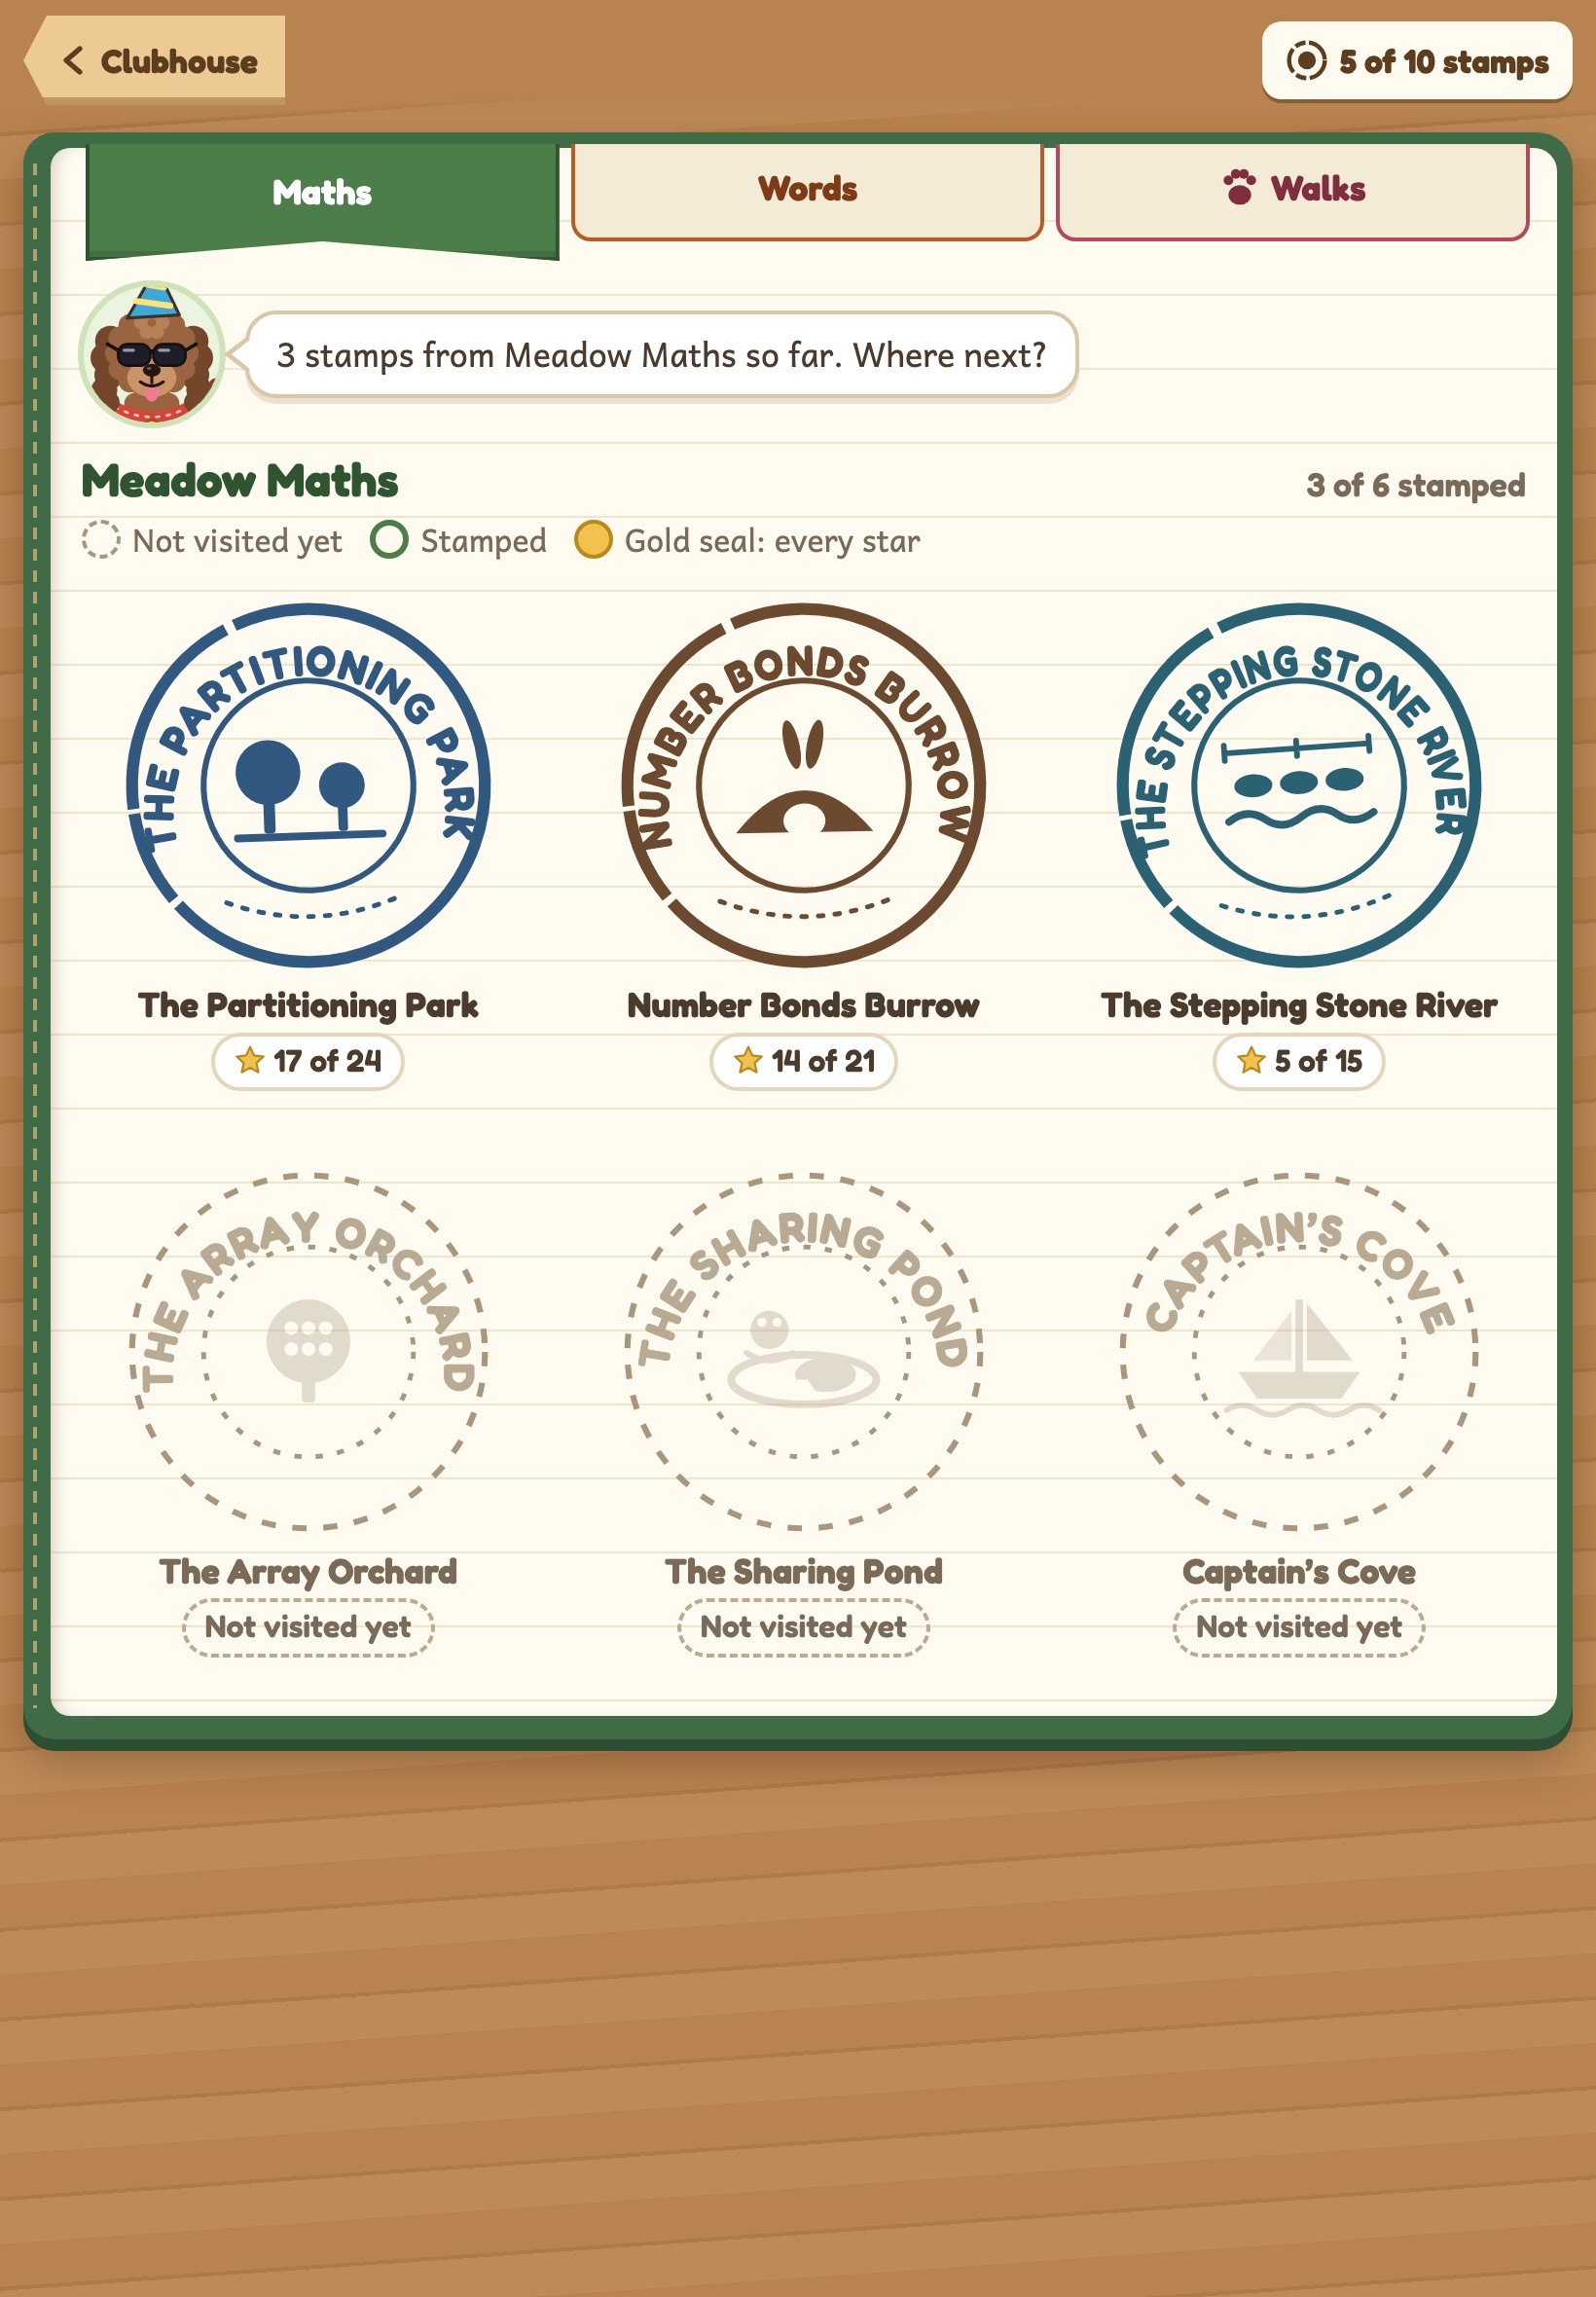 Clubhouse
5 of 10 stamps
Maths
Words
Walks
3 stamps from Meadow Maths so far. Where next?
Meadow Maths
3 of 6 stamped
Not visited yet
Stamped
Gold seal: every star
THE PARTITIONING PARK
NUMBER BONDS BURROW
THE STEPPING STONE RIVER
The Partitioning Park
Number Bonds Burrow
The Stepping Stone River
17 of 24
14 of 21
5 of 15
THE ARRAY ORCHARD
THE SHARING POND
CAPTAIN’S COVE
The Array Orchard
The Sharing Pond
Captain’s Cove
Not visited yet
Not visited yet
Not visited yet